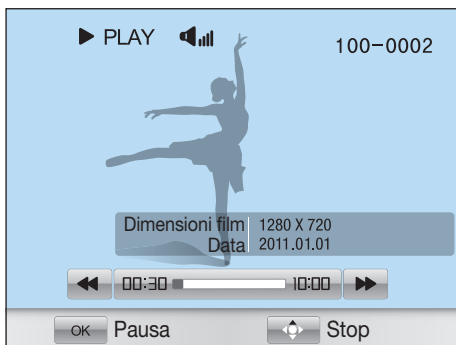 PLAY
100-0002
Dimensioni film 1280 X 720
Data 2011.01.01
00:30 10:00
OK Pausa Stop